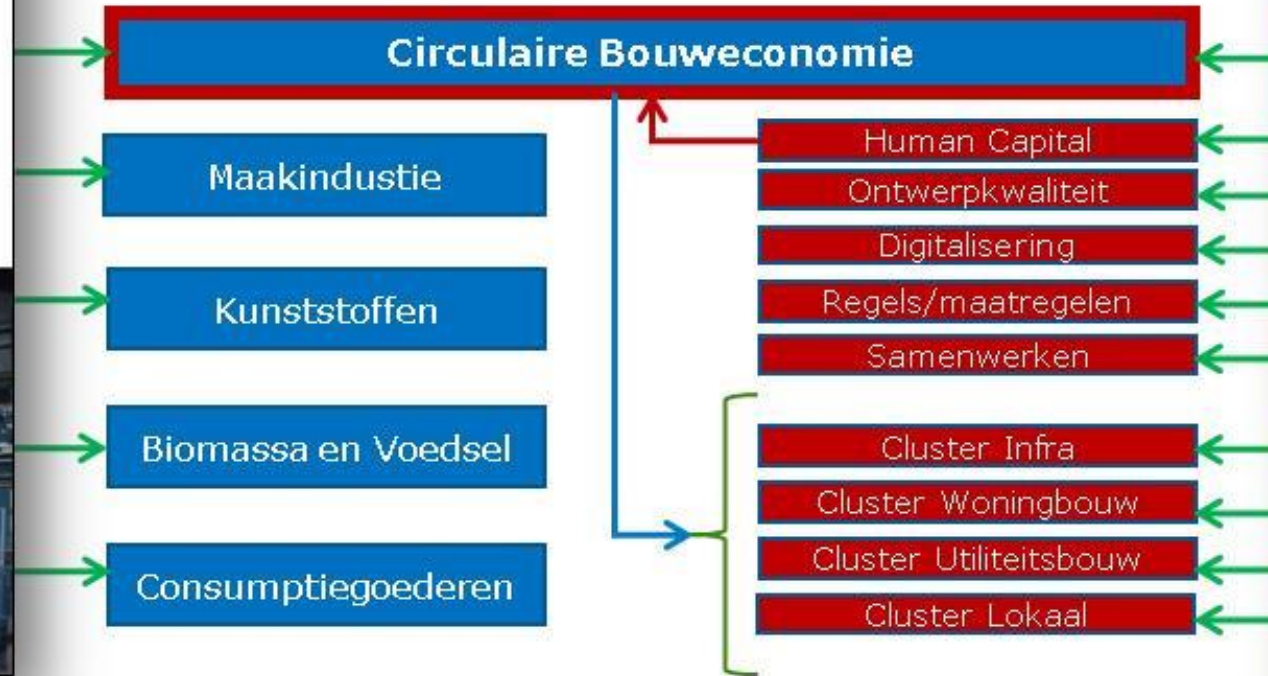 Circulaire Bouweconomie
Maakindustie
Kunststoffen
Biomassa en Voedsel
Consumptiegoederen
Human Capital
Ontwerpkwaliteit
Digitalisering
Regels/maatregelen
Samenwerken
Cluster Infra
Cluster Woningbouw
Cluster Utiliteitsbouw
Cluster Lokaal